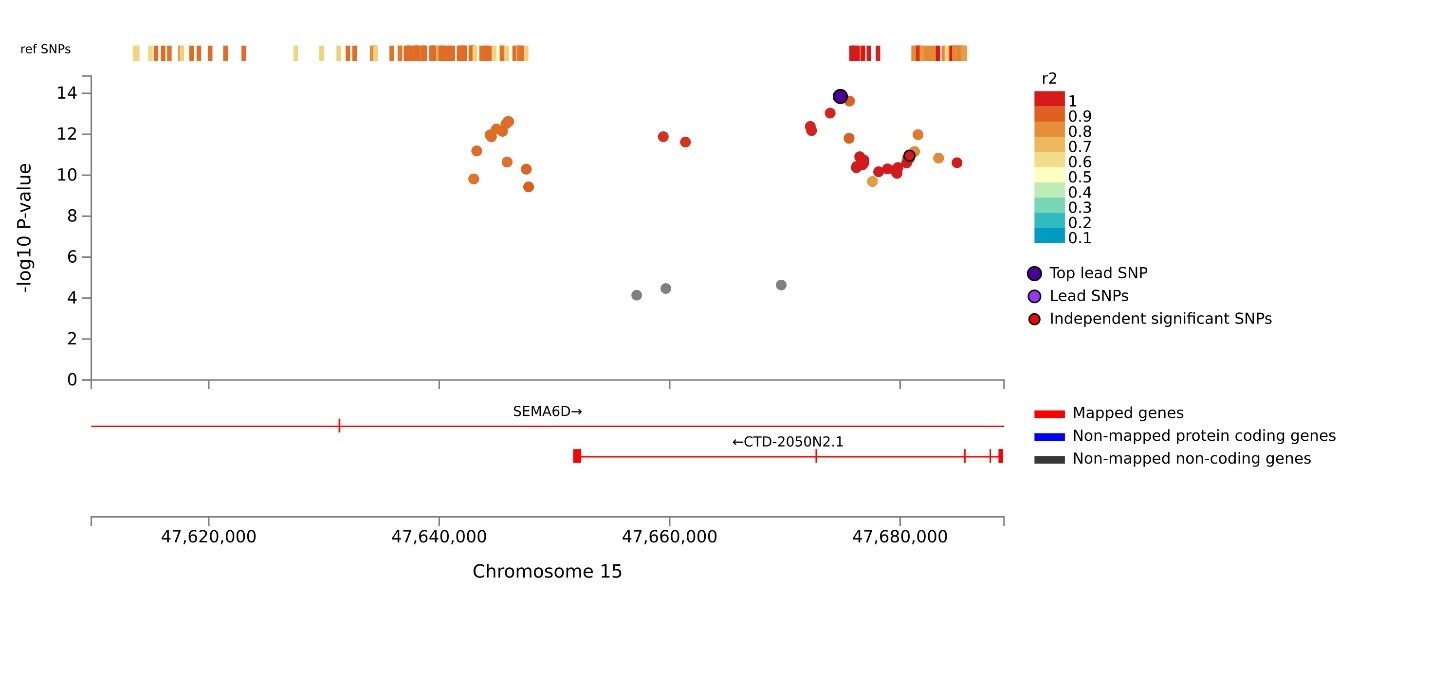 ref SNPs
r2
14
12
10
8
6
4
2
0
-log10 P-value
1
0.9
0.8
0.7
0.6
0.5
0.4
0.3
0.2
0.1
Top lead SNP
Lead SNPs
Independent significant SNPs
SEMA6D→
←CTD-2050N2.1
Mapped genes
Non-mapped protein coding genes
Non-mapped non-coding genes
47,620,000 47,640,000 47,660,000 47,680,000
Chromosome 15